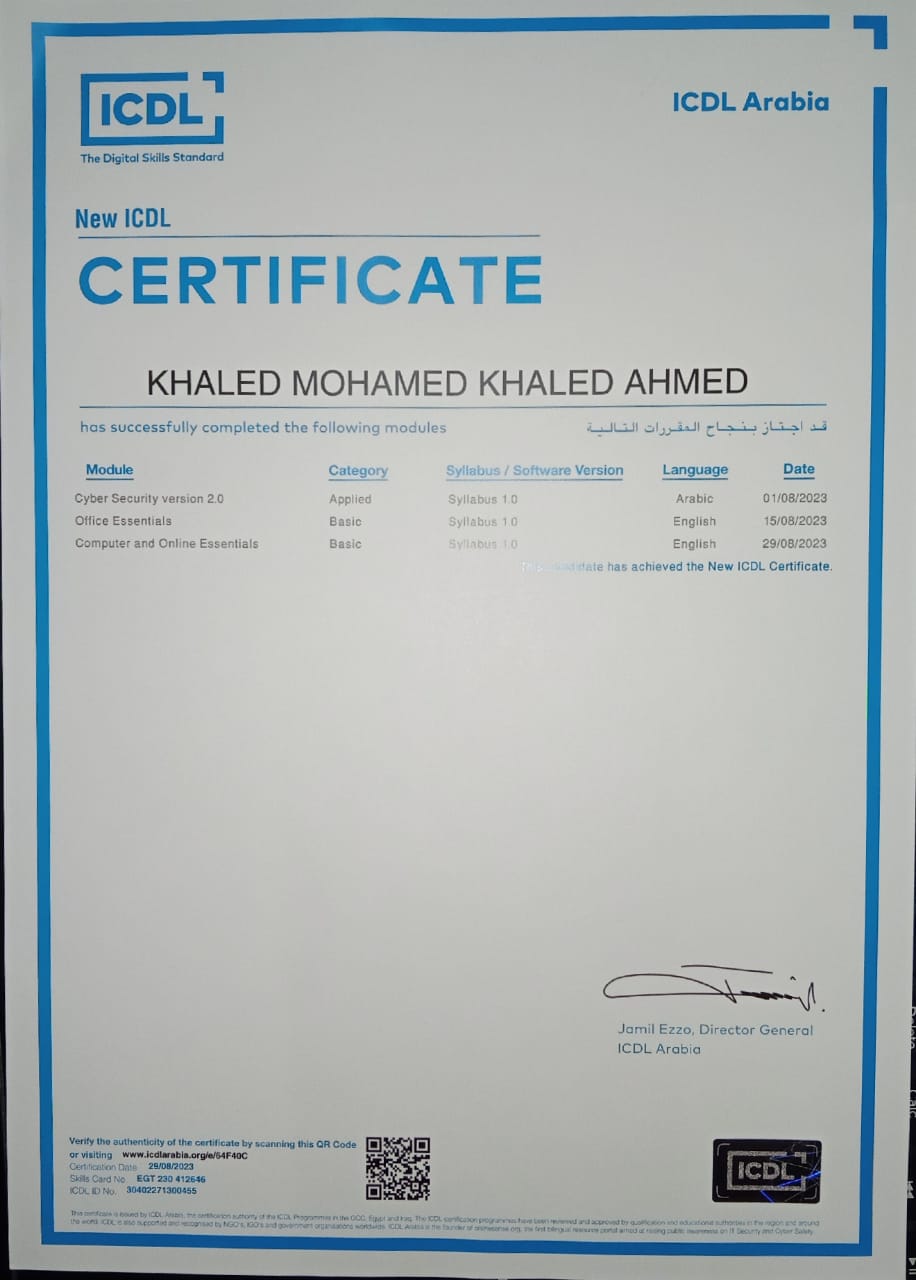 ICDL
The Digital Skills Standard
ICDL Arabia
New ICDL
CERTIFICATE
KHALED MOHAMED KHALED AHMED
has successfully completed the following modules
قد اجتاز بنجاح المقررات التالية
Module Category Syllabus / Software Version Language Date
Cyber Security version 2.0 Applied Syllabus 1.0 Arabic 01/08/2023
Office Essentials Basic Syllabus 1.0 English 15/08/2023
Computer and Online Essentials Basic Syllabus 1.0 English 29/08/2023
This candidate has achieved the New ICDL Certificate.
Jamil Ezzo, Director General
ICDL Arabia
Verify the authenticity of the certificate by scanning this QR Code
or visiting www.icdlarabia.org/e/54F40C
Certification Date 29/08/2023
Skills Card No EGT 230 412646
ICDL ID No. 30402271300455
ICDL
This certificate is issued by ICDL Arabia, the certification authority of the ICDL Programmes in the GCC, Egypt and Iraq. The ICDL certification programmes have been reviewed and approved by qualification and educational authorities in the region and around
the world. ICDL is also supported and recognised by NGO's, IGO's and government organisations worldwide. ICDL Arabia is the founder of onlinesense.org, the first bilingual resource portal aimed at raising public awareness on IT Security and Cyber Safety.